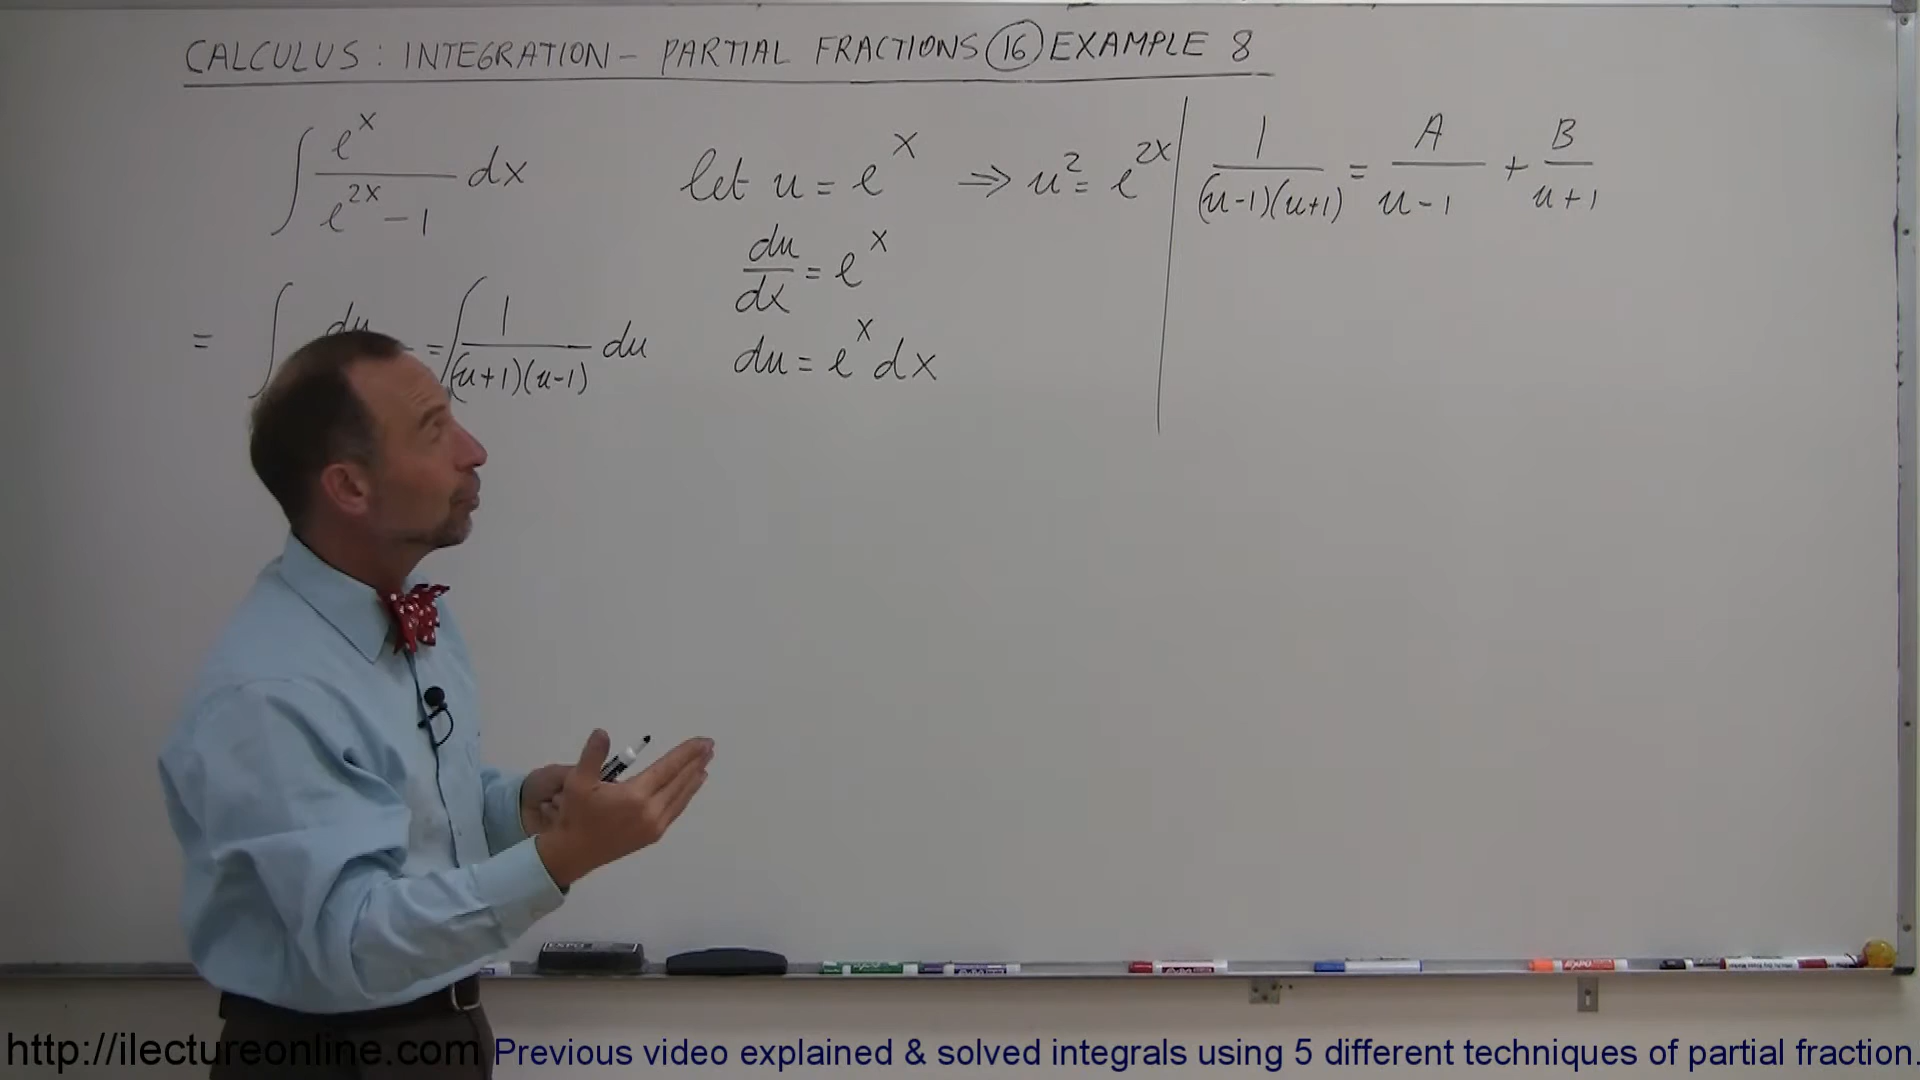 CALCULUS: INTEGRATION – PARTIAL FRACTIONS (16) EXAMPLE 8
∫ e^x / (e^{2x} - 1) dx
let u = e^x ⇒ u² = e^{2x}
du/dx = e^x
du = e^x dx
= ∫ du = ∫ 1 / (u+1)(u-1) du
1 / (u-1)(u+1) = A / u-1 + B / u+1
EXPO
http://ilectureonline.com Previous video explained & solved integrals using 5 different techniques of partial fraction.